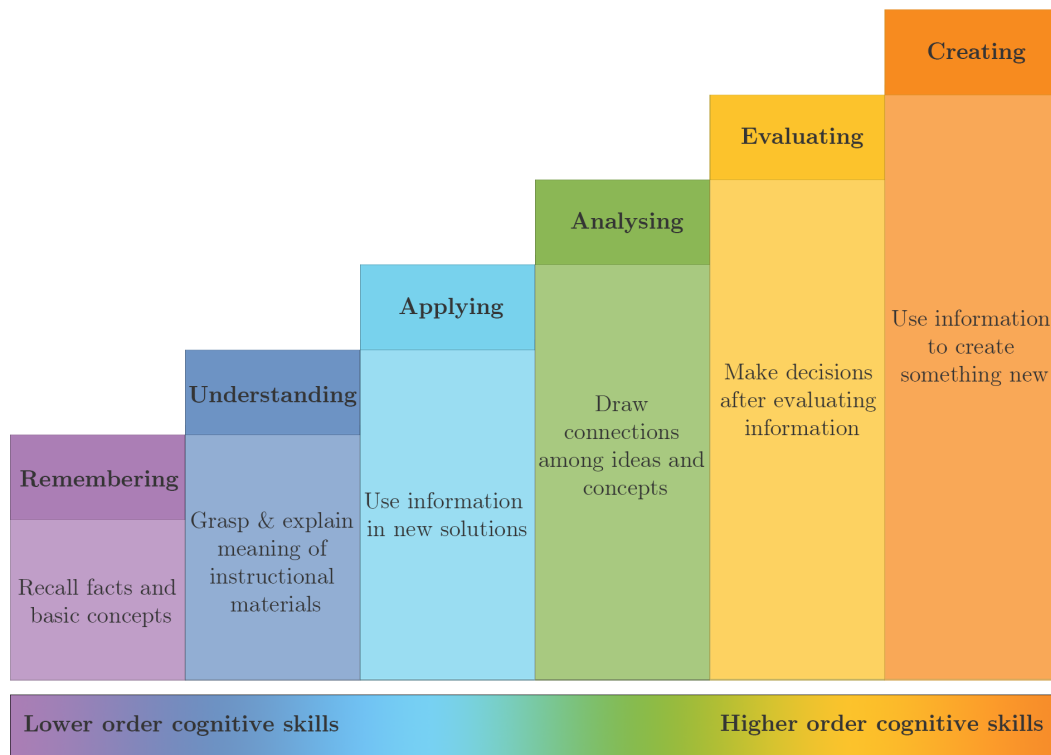 Creating
Use information
to create
something new
Evaluating
Make decisions
after evaluating
information
Analysing
Draw
connections
among ideas and
concepts
Applying
Use information
in new solutions
Understanding
Grasp & explain
meaning of
instructional
materials
Remembering
Recall facts and
basic concepts
Lower order cognitive skills
Higher order cognitive skills